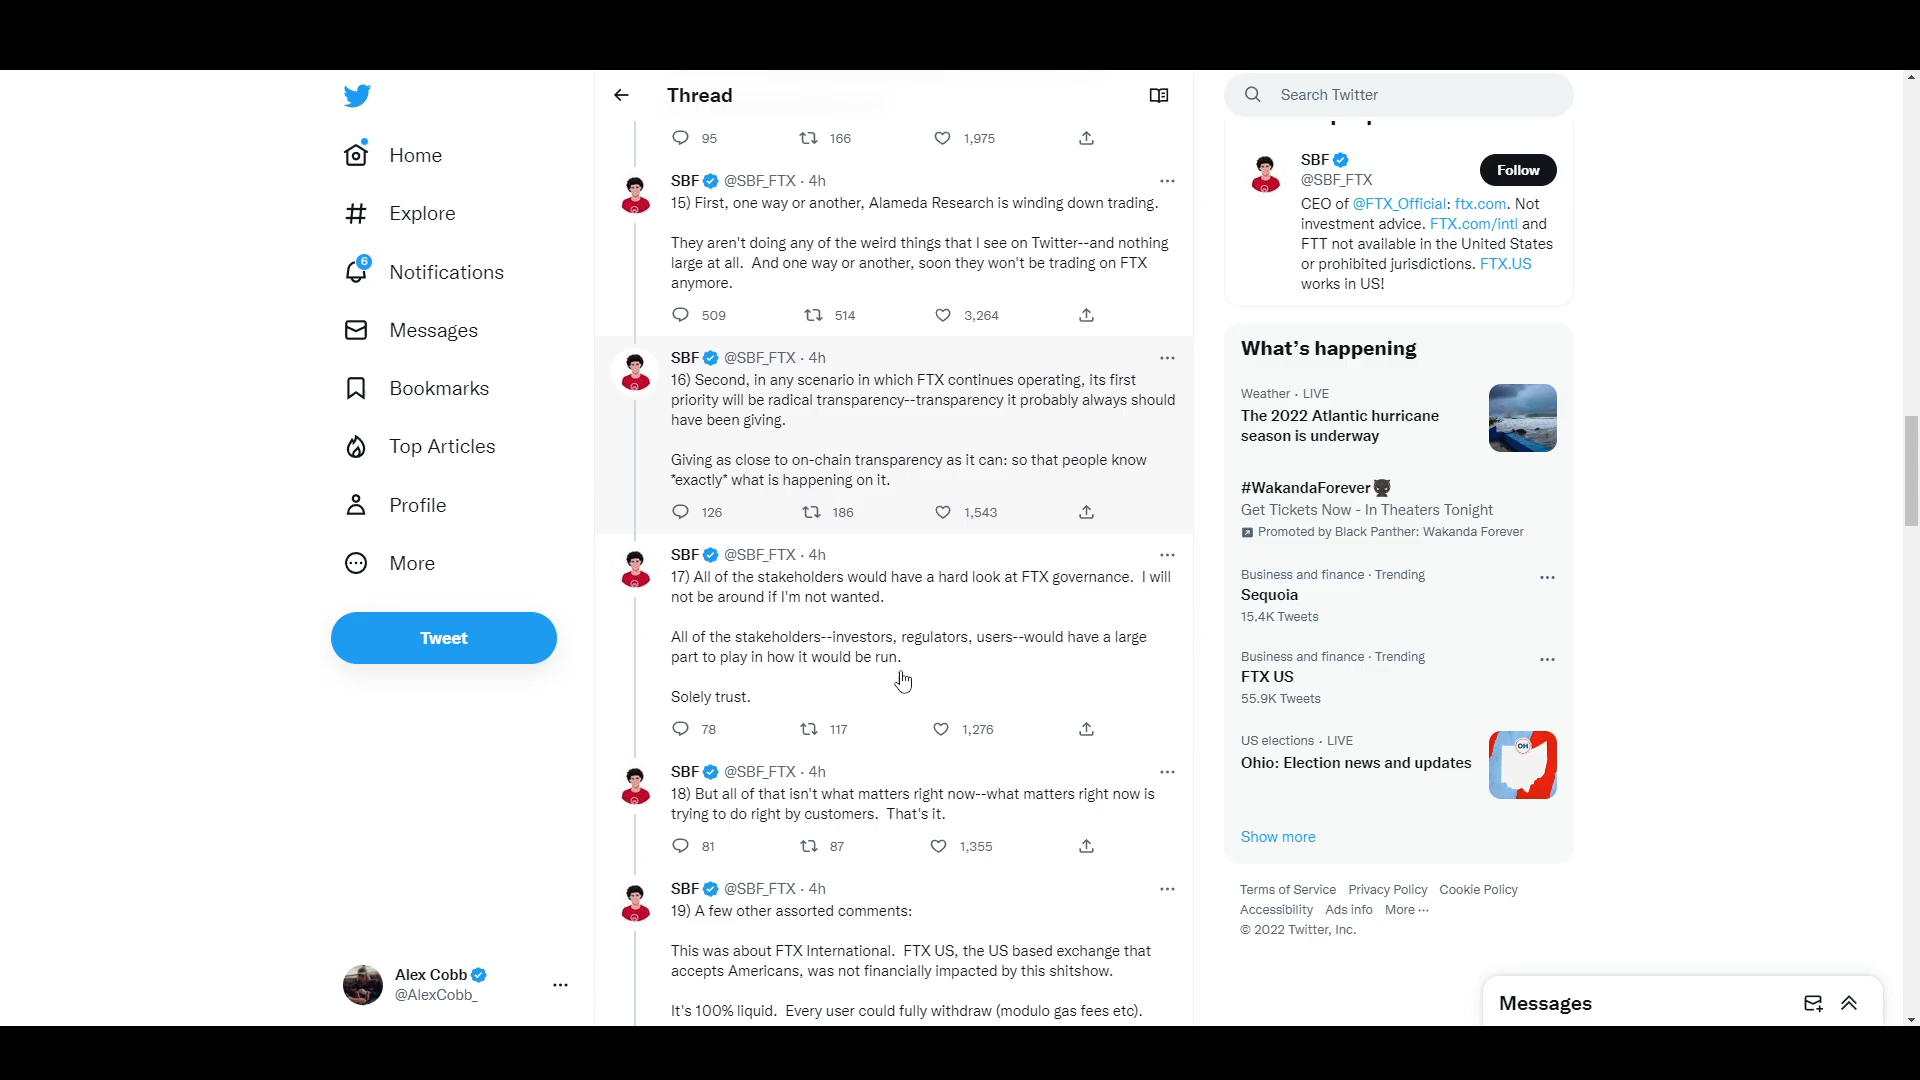 Home
Explore
6
Notifications
Messages
Bookmarks
Top Articles
Profile
More
Tweet
Alex Cobb
@AlexCobb_
Thread
95 166 1,975
SBF @SBF_FTX · 4h
15) First, one way or another, Alameda Research is winding down trading.
They aren't doing any of the weird things that I see on Twitter--and nothing
large at all.  And one way or another, soon they won't be trading on FTX
anymore.
509 514 3,264
SBF @SBF_FTX · 4h
16) Second, in any scenario in which FTX continues operating, its first
priority will be radical transparency--transparency it probably always should
have been giving.
Giving as close to on-chain transparency as it can: so that people know
*exactly* what is happening on it.
126 186 1,543
SBF @SBF_FTX · 4h
17) All of the stakeholders would have a hard look at FTX governance.  I will
not be around if I'm not wanted.
All of the stakeholders--investors, regulators, users--would have a large
part to play in how it would be run.
Solely trust.
78 117 1,276
SBF @SBF_FTX · 4h
18) But all of that isn't what matters right now--what matters right now is
trying to do right by customers.  That's it.
81 87 1,355
SBF @SBF_FTX · 4h
19) A few other assorted comments:
This was about FTX International.  FTX US, the US based exchange that
accepts Americans, was not financially impacted by this shitshow.
It's 100% liquid.  Every user could fully withdraw (modulo gas fees etc).
Search Twitter
SBF
@SBF_FTX
Follow
CEO of @FTX_Official: ftx.com. Not
investment advice. FTX.com/intl and
FTT not available in the United States
or prohibited jurisdictions. FTX.US
works in US!
What's happening
Weather · LIVE
The 2022 Atlantic hurricane
season is underway
#WakandaForever
Get Tickets Now - In Theaters Tonight
Promoted by Black Panther: Wakanda Forever
Business and finance · Trending
Sequoia
15.4K Tweets
Business and finance · Trending
FTX US
55.9K Tweets
US elections · LIVE
Ohio: Election news and updates
OH
Show more
Terms of Service Privacy Policy Cookie Policy
Accessibility Ads info More ···
© 2022 Twitter, Inc.
Messages